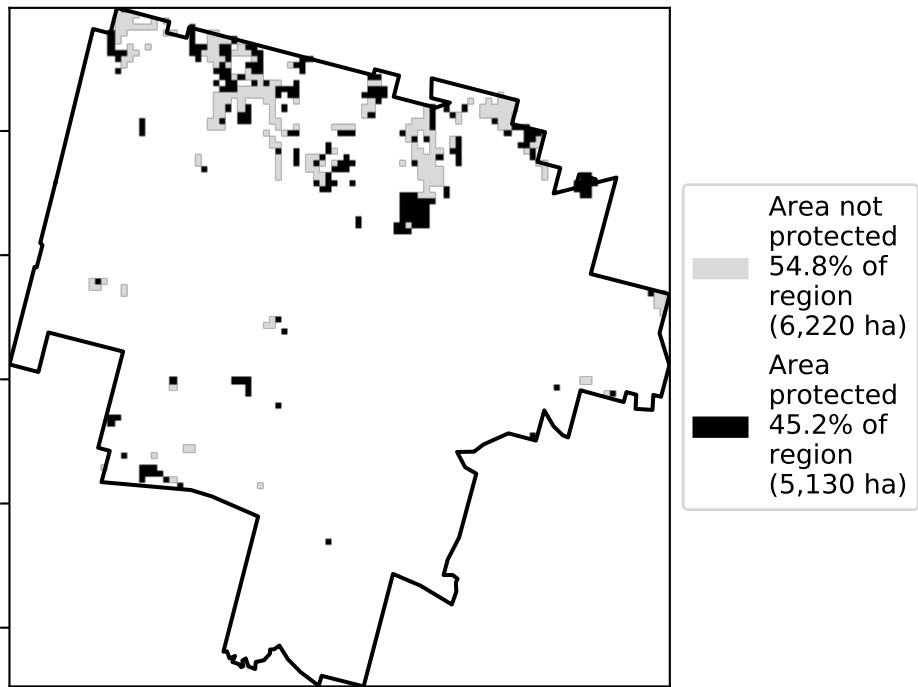 Area not
protected
54.8% of
region
(6,220 ha)
Area
protected
45.2% of
region
(5,130 ha)